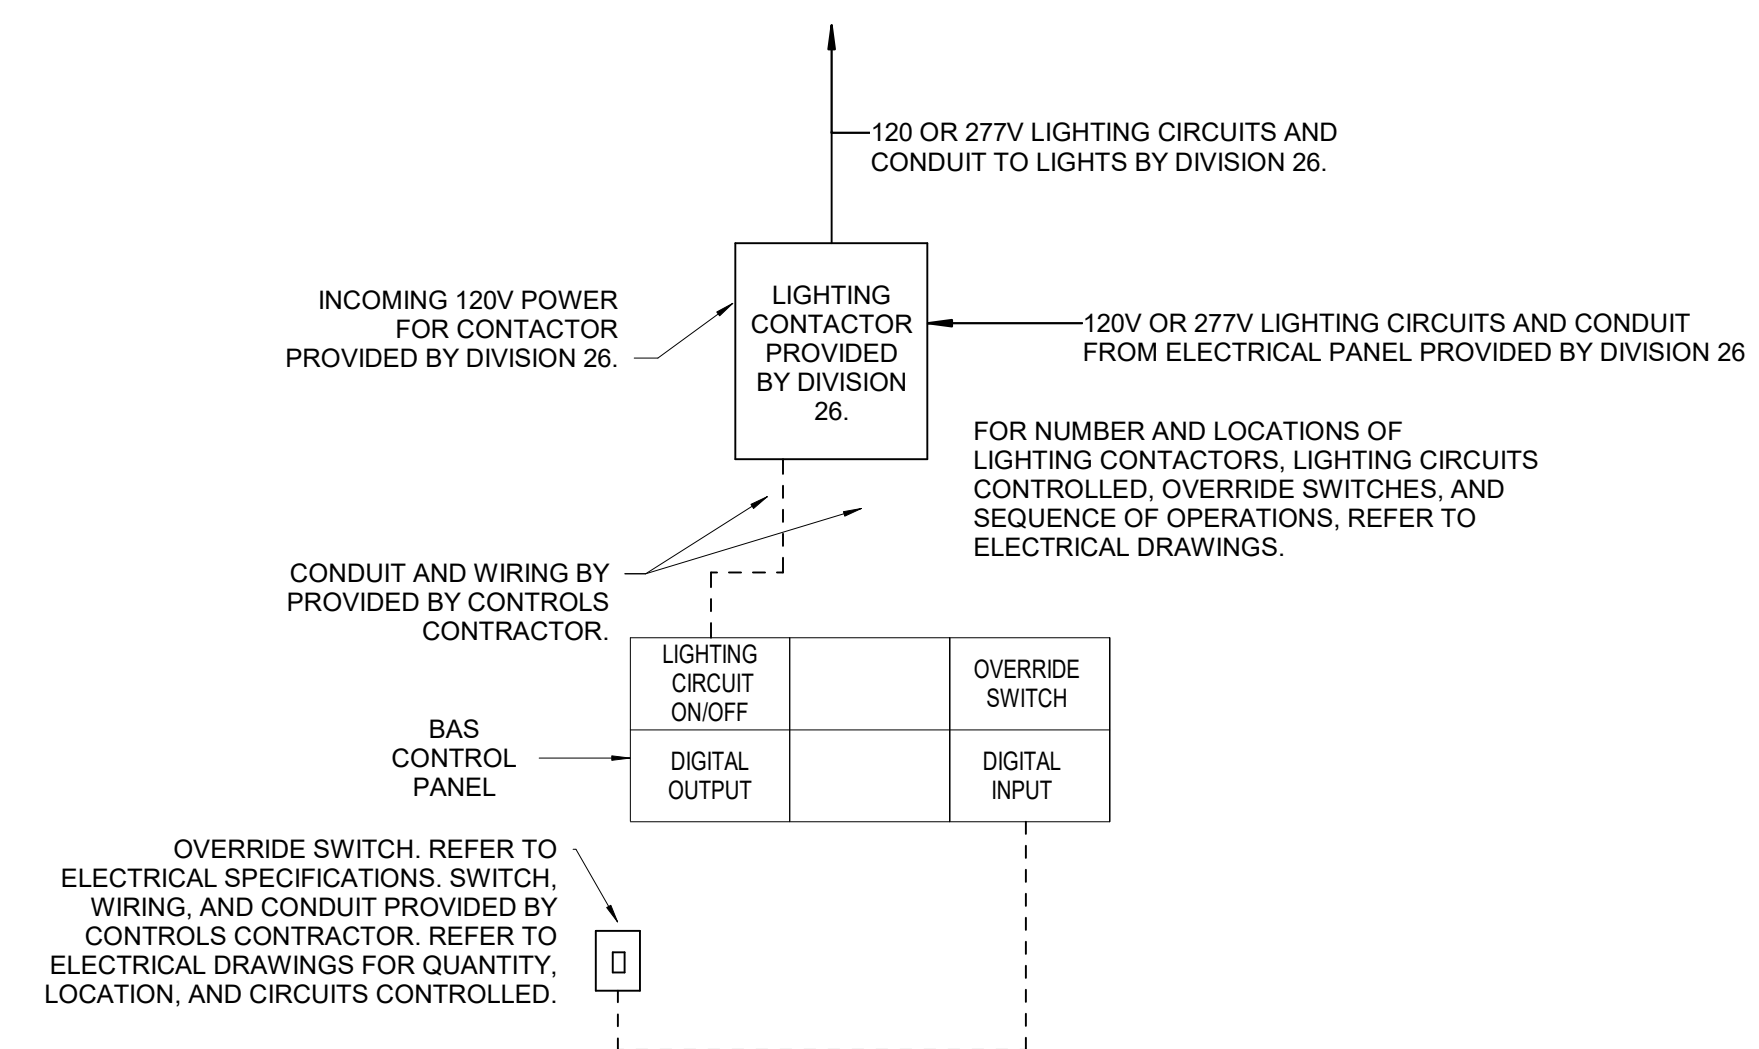 120 OR 277V LIGHTING CIRCUITS AND
CONDUIT TO LIGHTS BY DIVISION 26.
INCOMING 120V POWER
FOR CONTACTOR
PROVIDED BY DIVISION 26.
LIGHTING
CONTACTOR
PROVIDED
BY DIVISION
26.
120V OR 277V LIGHTING CIRCUITS AND CONDUIT
FROM ELECTRICAL PANEL PROVIDED BY DIVISION 26
FOR NUMBER AND LOCATIONS OF
LIGHTING CONTACTORS, LIGHTING CIRCUITS
CONTROLLED, OVERRIDE SWITCHES, AND
SEQUENCE OF OPERATIONS, REFER TO
ELECTRICAL DRAWINGS.
CONDUIT AND WIRING BY
PROVIDED BY CONTROLS
CONTRACTOR.
LIGHTING
CIRCUIT
ON/OFF
OVERRIDE
SWITCH
BAS
CONTROL
PANEL
DIGITAL
OUTPUT
DIGITAL
INPUT
OVERRIDE SWITCH. REFER TO
ELECTRICAL SPECIFICATIONS. SWITCH,
WIRING, AND CONDUIT PROVIDED BY
CONTROLS CONTRACTOR. REFER TO
ELECTRICAL DRAWINGS FOR QUANTITY,
LOCATION, AND CIRCUITS CONTROLLED.